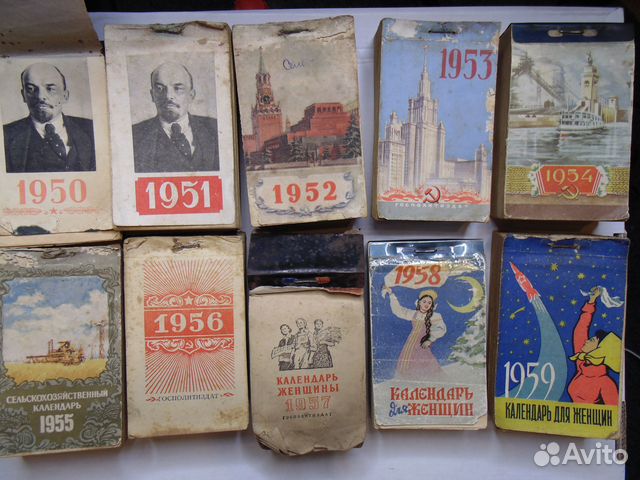 1950
1951
1952
1953
ГОСПОЛИТИЗДАТ
1954
СЕЛЬСКОХОЗЯЙСТВЕННЫЙ
КАЛЕНДАРЬ
1955
1956
ГОСПОЛИТИЗДАТ
КАЛЕНДАРЬ
ЖЕНЩИНЫ
1957
ГОСПОЛИТИЗДАТ
1958
КАЛЕНДАРЬ
для ЖЕНЩИН
1959
КАЛЕНДАРЬ ДЛЯ ЖЕНЩИН
Avito